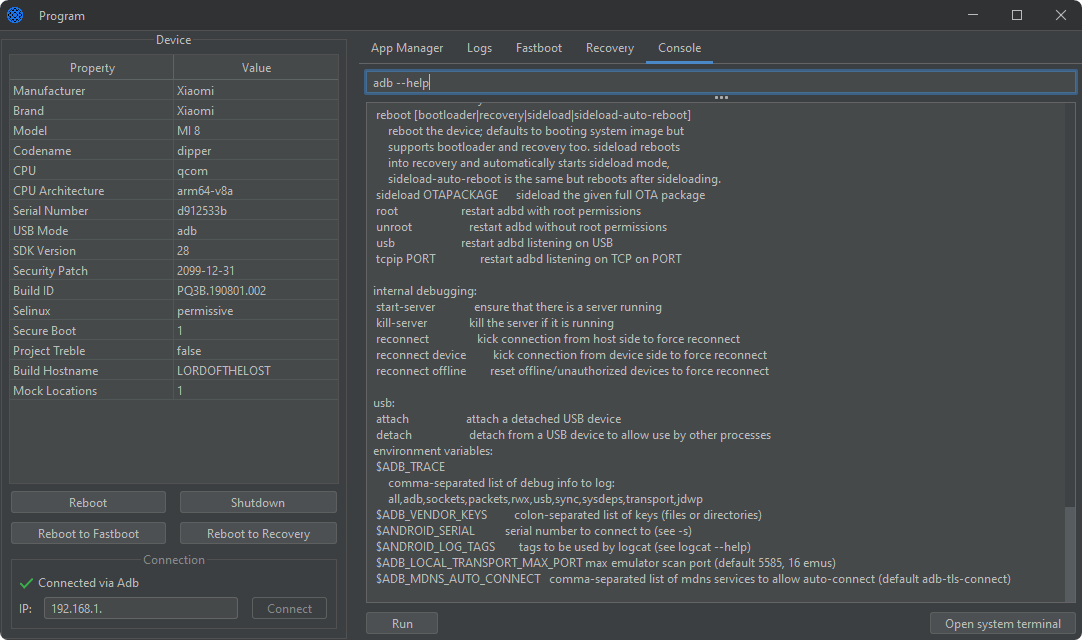 Program
Device
Property Value
Manufacturer Xiaomi
Brand Xiaomi
Model MI 8
Codename dipper
CPU qcom
CPU Architecture arm64-v8a
Serial Number d912533b
USB Mode adb
SDK Version 28
Security Patch 2099-12-31
Build ID PQ3B.190801.002
Selinux permissive
Secure Boot 1
Project Treble false
Build Hostname LORDOFTHELOST
Mock Locations 1
Reboot Shutdown
Reboot to Fastboot Reboot to Recovery
Connection
Connected via Adb
IP: 192.168.1. Connect
App Manager Logs Fastboot Recovery Console
adb --help
reboot [bootloader|recovery|sideload|sideload-auto-reboot]
reboot the device; defaults to booting system image but
supports bootloader and recovery too. sideload reboots
into recovery and automatically starts sideload mode,
sideload-auto-reboot is the same but reboots after sideloading.
sideload OTAPACKAGE sideload the given full OTA package
root restart adbd with root permissions
unroot restart adbd without root permissions
usb restart adbd listening on USB
tcpip PORT restart adbd listening on TCP on PORT
internal debugging:
start-server ensure that there is a server running
kill-server kill the server if it is running
reconnect kick connection from host side to force reconnect
reconnect device kick connection from device side to force reconnect
reconnect offline reset offline/unauthorized devices to force reconnect
usb:
attach attach a detached USB device
detach detach from a USB device to allow use by other processes
environment variables:
$ADB_TRACE
comma-separated list of debug info to log:
all,adb,sockets,packets,rwx,usb,sync,sysdeps,transport,jdwp
$ADB_VENDOR_KEYS colon-separated list of keys (files or directories)
$ANDROID_SERIAL serial number to connect to (see -s)
$ANDROID_LOG_TAGS tags to be used by logcat (see logcat --help)
$ADB_LOCAL_TRANSPORT_MAX_PORT max emulator scan port (default 5585, 16 emus)
$ADB_MDNS_AUTO_CONNECT comma-separated list of mdns services to allow auto-connect (default adb-tls-connect)
Run Open system terminal